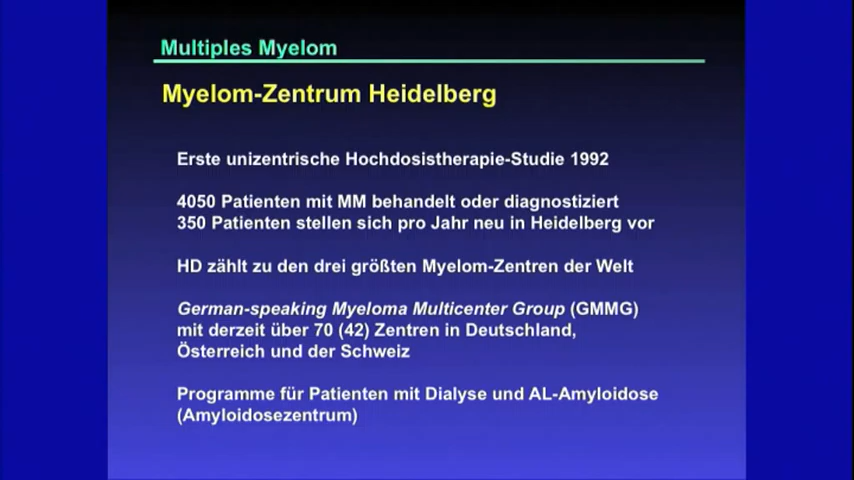 Multiples Myelom
Myelom-Zentrum Heidelberg
Erste unizentrische Hochdosistherapie-Studie 1992
4050 Patienten mit MM behandelt oder diagnostiziert
350 Patienten stellen sich pro Jahr neu in Heidelberg vor
HD zählt zu den drei größten Myelom-Zentren der Welt
German-speaking Myeloma Multicenter Group (GMMG)
mit derzeit über 70 (42) Zentren in Deutschland,
Österreich und der Schweiz
Programme für Patienten mit Dialyse und AL-Amyloidose
(Amyloidosezentrum)